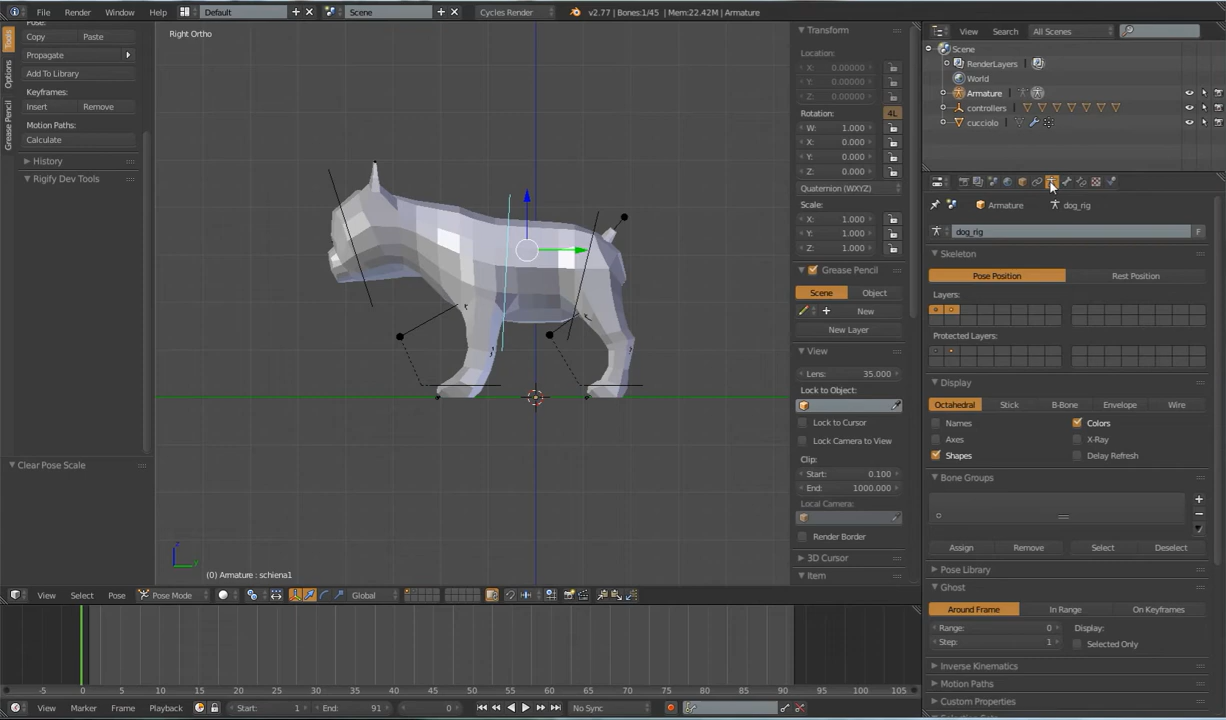 File Render Window Help Default Scene Cycles Render v2.77 | Bones:1/45 | Mem:22.42M | Armature
View Search All Scenes
Tools
Options
Grease Pencil
Copy Paste
Propagate
Add To Library
Keyframes:
Insert Remove
Motion Paths:
Calculate
History
Rigify Dev Tools
Clear Pose Scale
Right Ortho
(0) Armature : schiena1
View Select Pose Pose Mode Global
Transform
Location:
X: 0.00000
Y: 0.00000
Z: 0.00000
Rotation: 4L
W: 1.000
X: 0.000
Y: 0.000
Z: 0.000
Quaternion (WXYZ)
Scale:
X: 1.000
Y: 1.000
Z: 1.000
Grease Pencil
Scene Object
New
New Layer
View
Lens: 35.000
Lock to Object:
Lock to Cursor
Lock Camera to View
Clip:
Start: 0.100
End: 1000.000
Local Camera:
Render Border
3D Cursor
Item
Scene
RenderLayers
World
Armature
controllers
cucciolo
Armature dog_rig
dog_rig F
Skeleton
Pose Position Rest Position
Layers:
Protected Layers:
Display
Octahedral Stick B-Bone Envelope Wire
Names Colors
Axes X-Ray
Shapes Delay Refresh
Bone Groups
Assign Remove Select Deselect
Pose Library
Ghost
Around Frame In Range On Keyframes
Range: 0 Display:
Step: 1 Selected Only
Inverse Kinematics
Motion Paths
Custom Properties
-5 0 5 10 15 20 25 30 35 40 45 50 55 60 65 70 75 80 85 90 95 100 105
View Marker Frame Playback Start: 1 End: 91 0 No Sync